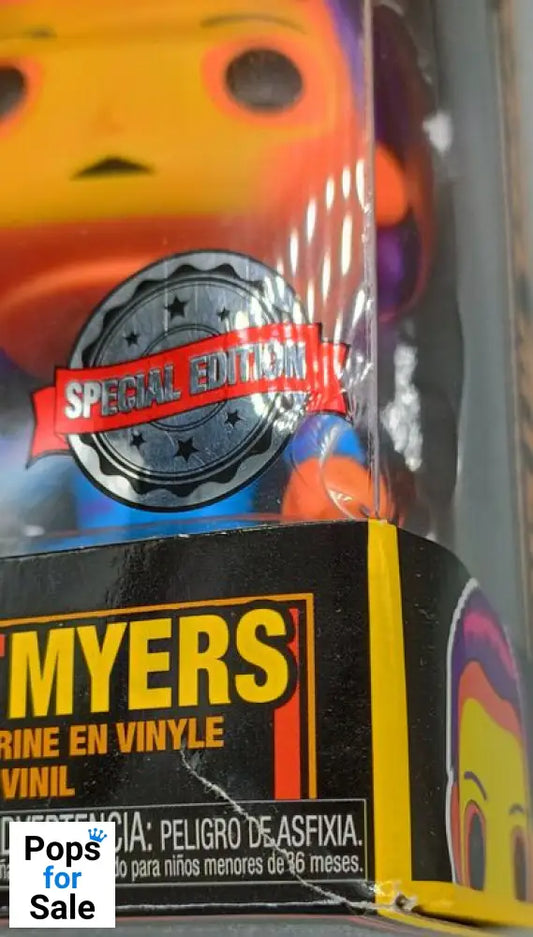 SPECIAL EDITION
MYERS
RINE EN VINYLE
VINIL
ADVERTENCIA: PELIGRO DE ASFIXIA.
do para niños menores de 36 meses.
Pops
for
Sale